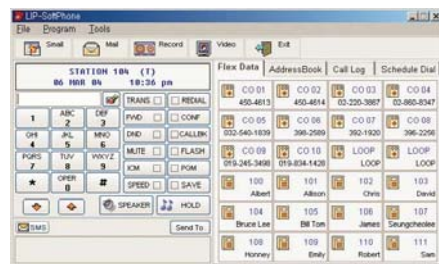 LIP-SoftPhone
File Program Tools
Small Mail Record Video Exit
STATION 104 (T)
06 MAR 04 10:36 pm
TRANS REDIAL
1 ABC 2 DEF 3 FWD CONF
GHI 4 JKL 5 MNO 6 DND CALLBK
PQRS 7 TUV 8 WXYZ 9 MUTE FLASH
ICM PGM
* OPER 0 # SPEED SAVE
SPEAKER HOLD
SMS Send To
Flex Data AddressBook Call Log Schedule Dial
CO 01 CO 02 CO 03 CO 04
450-4613 450-4614 02-220-3867 02-860-8347
CO 05 CO 06 CO 07 CO 08
032-540-1839 398-2589 392-1920 396-2256
CO 09 CO 10 LOOP LOOP
019-245-3498 019-834-1428 LOOP LOOP
100 101 102 103
Albert Allison Chris David
104 105 106 107
Bruce Lee Bill Tom James Seungcheolee
108 109 110 111
Honney Emily Robert Sam